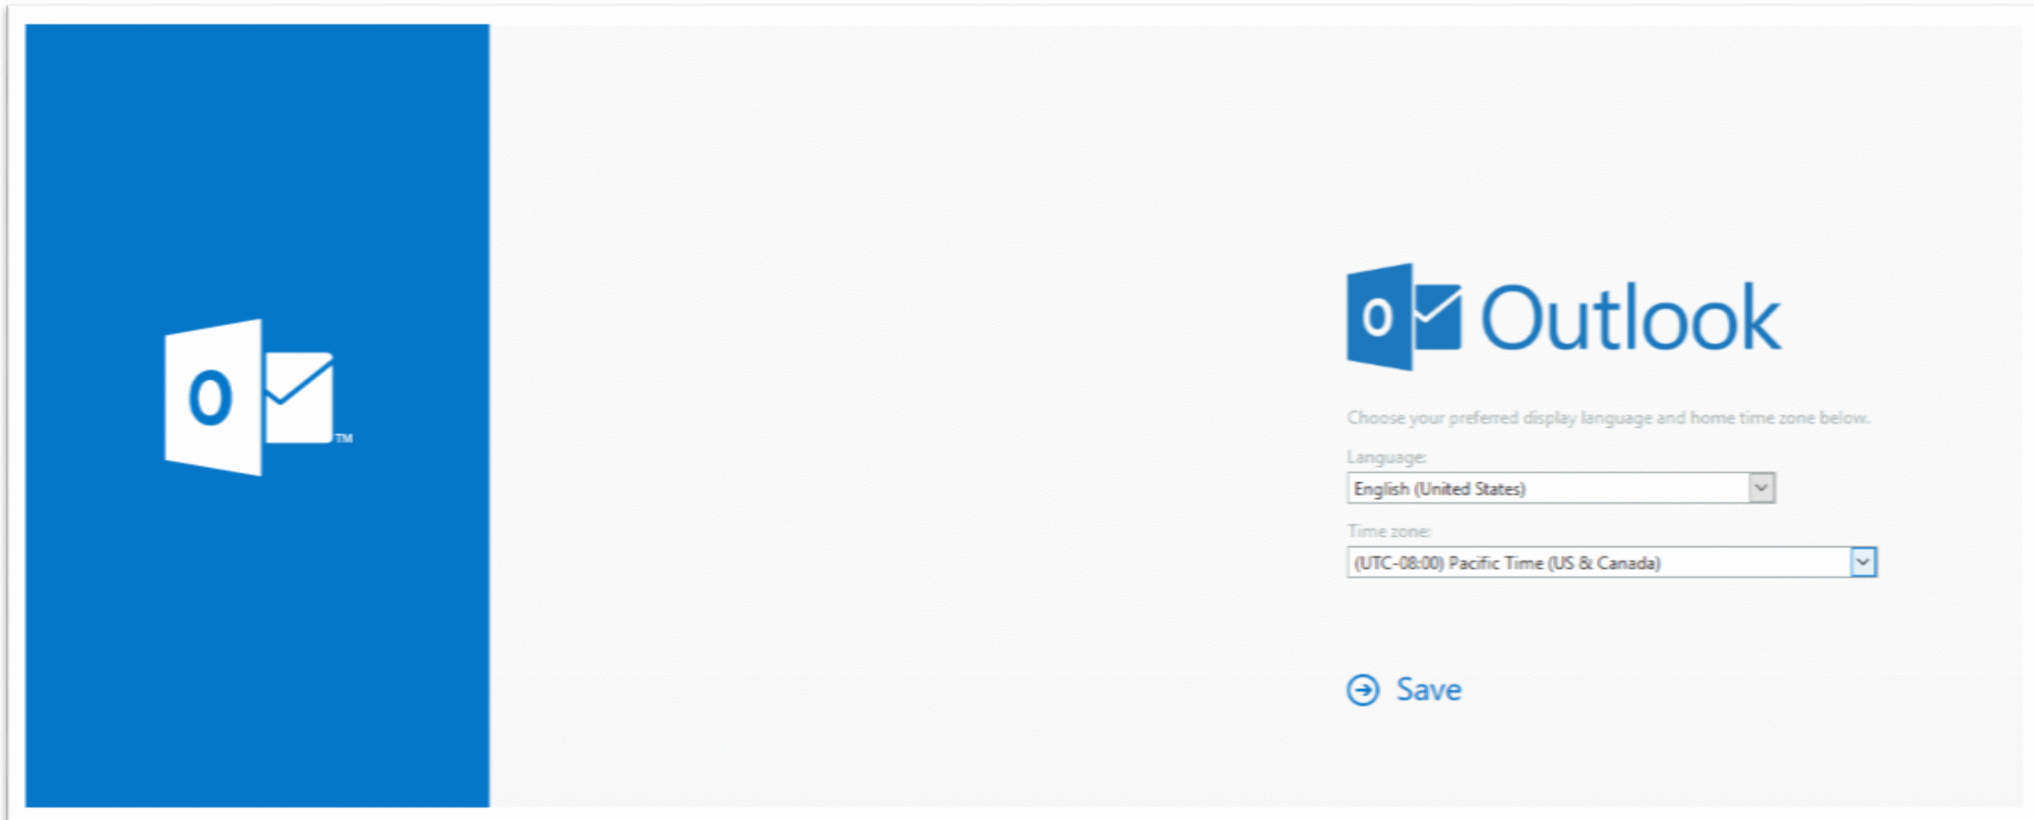 O
TM
O Outlook
Choose your preferred display language and home time zone below.
Language:
English (United States)
Time zone:
(UTC-08:00) Pacific Time (US & Canada)
Save